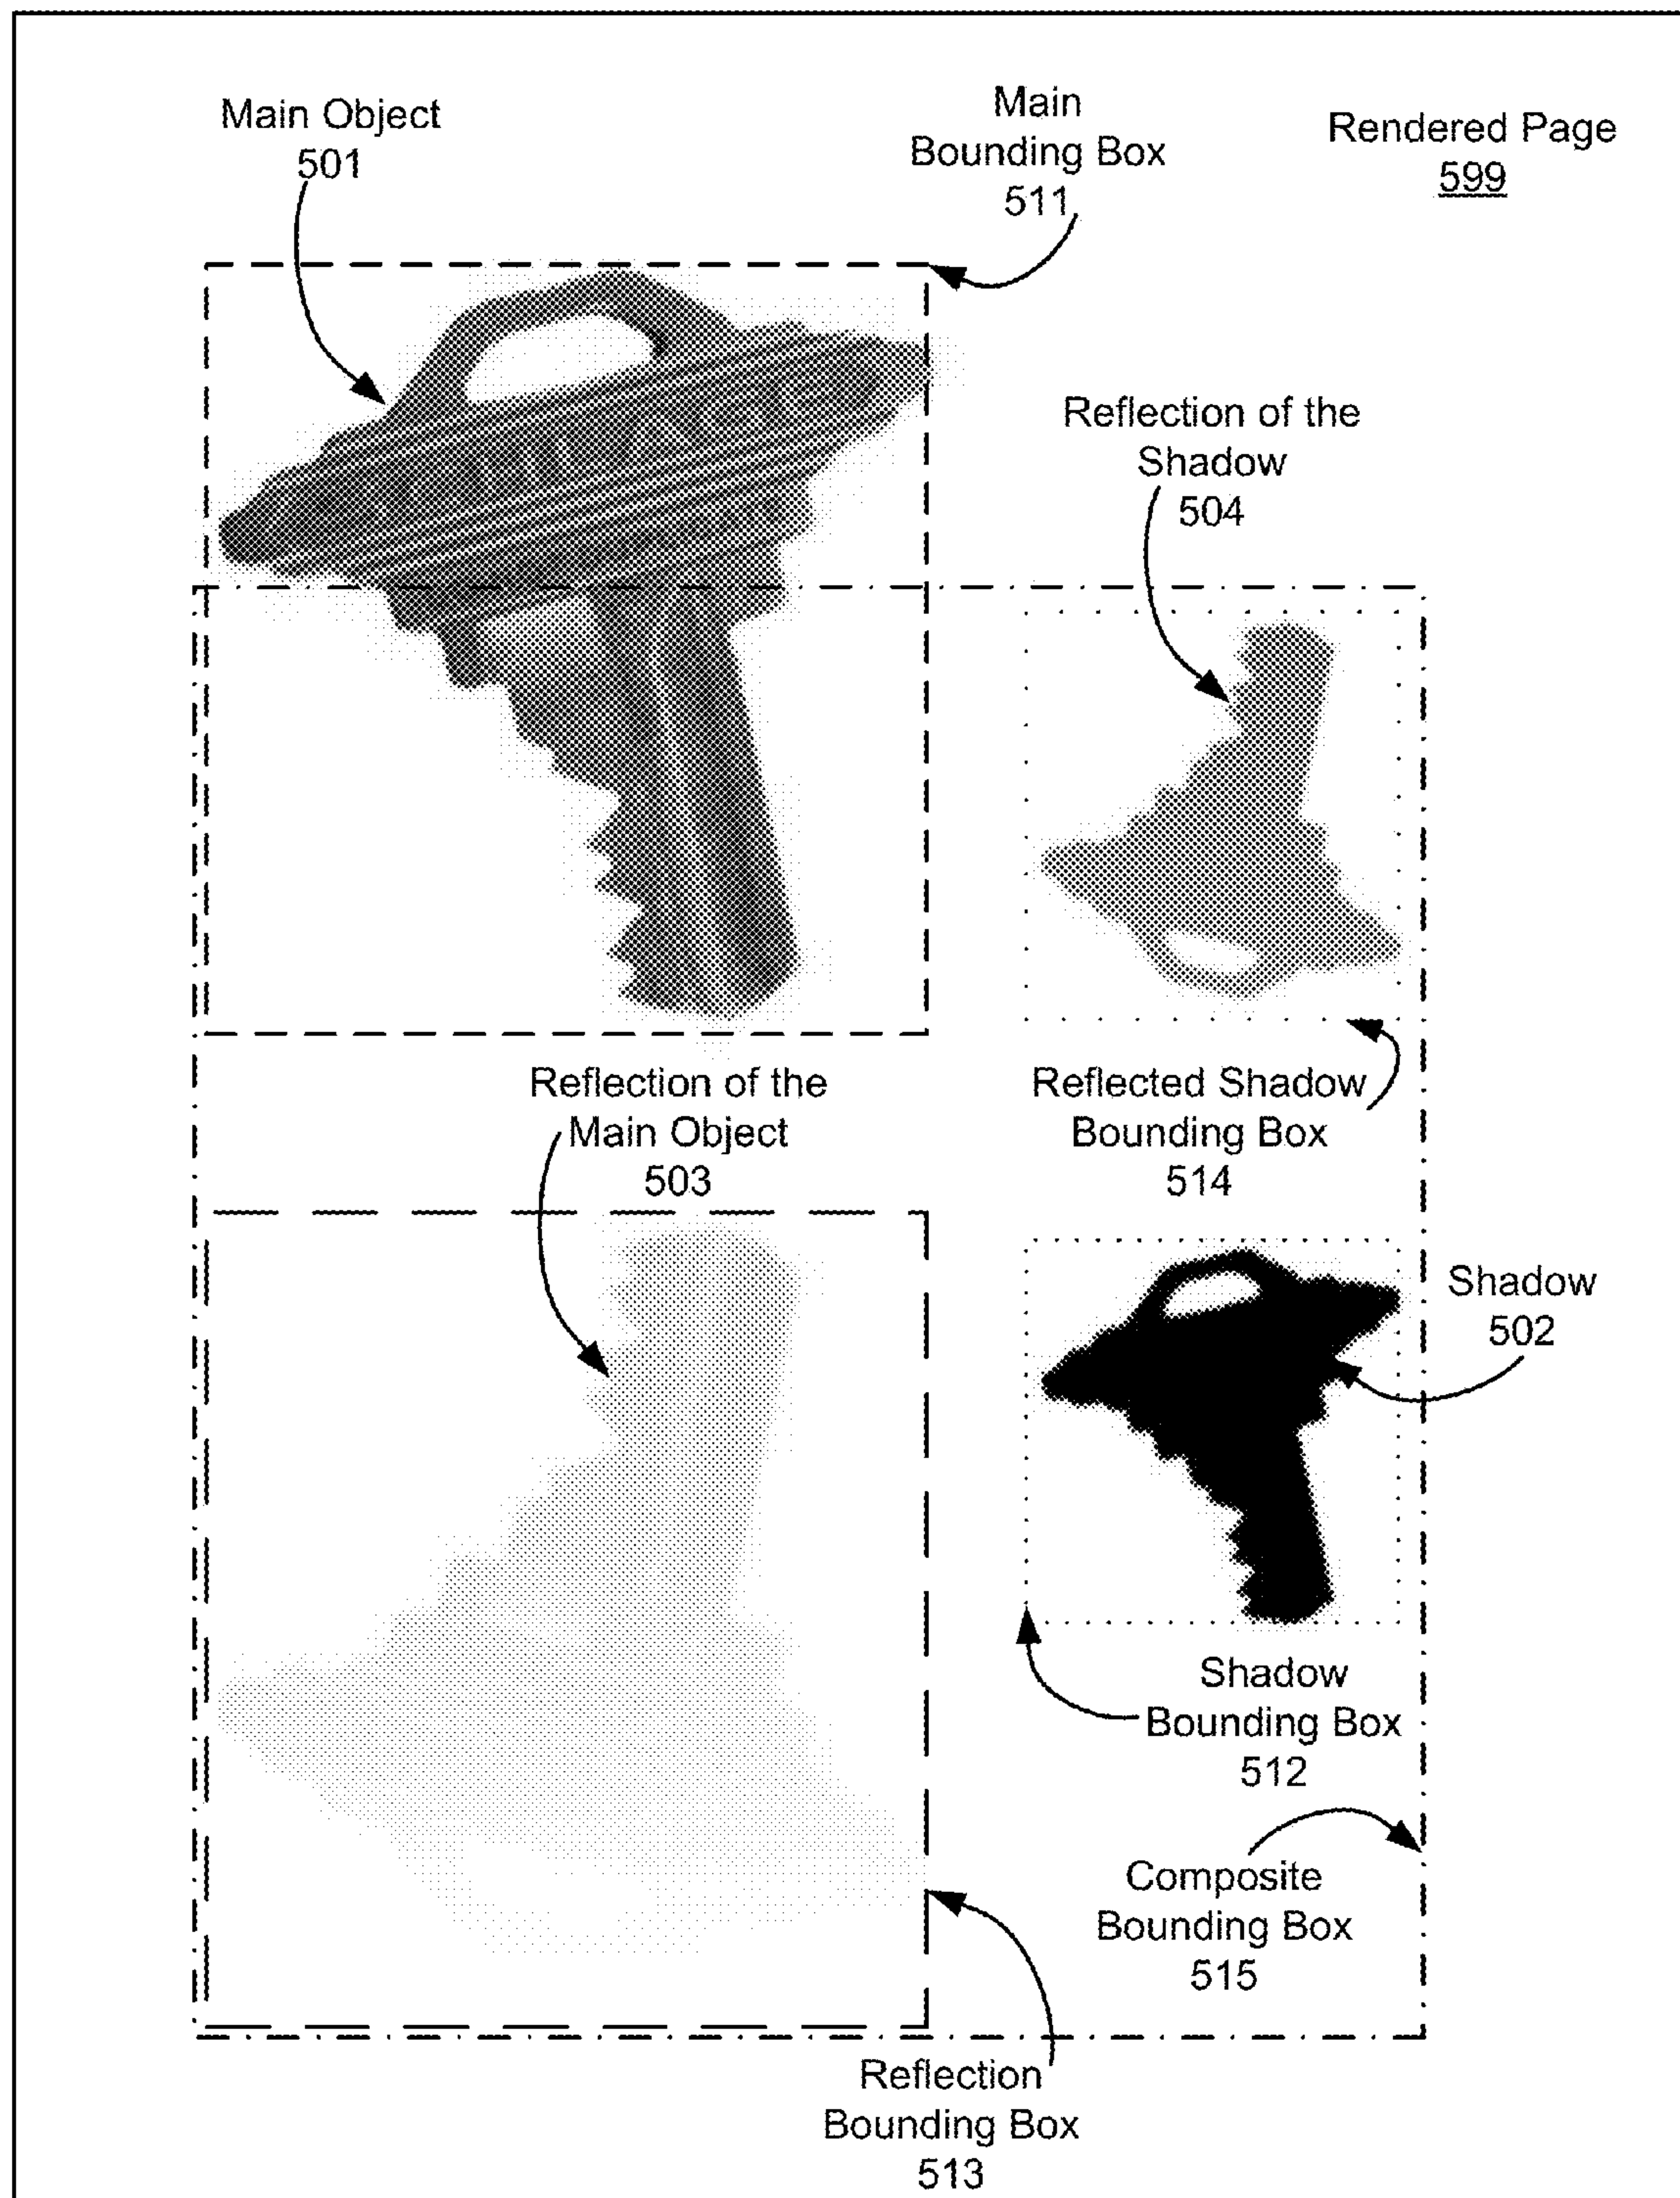 Main Object
501
Main
Bounding Box
511
Rendered Page
599
Reflection of the
Shadow
504
Reflection of the
Main Object
503
Reflected Shadow
Bounding Box
514
Shadow
502
Shadow
Bounding Box
512
Composite
Bounding Box
515
Reflection
Bounding Box
513